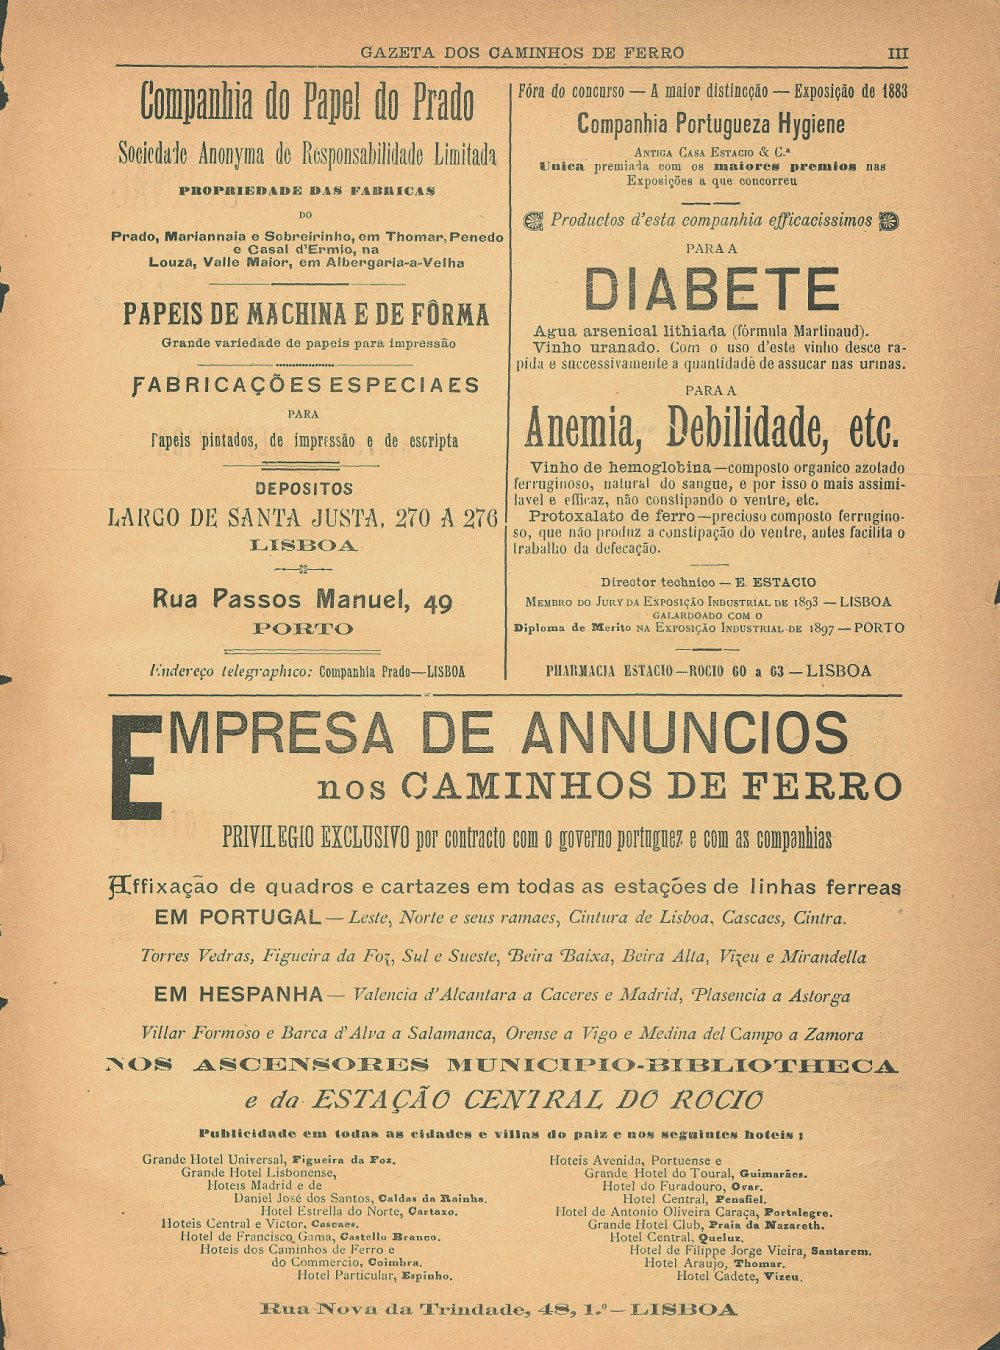 GAZETA DOS CAMINHOS DE FERRO III
Companhia do Papel do Prado
Sociedade Anonyma de Responsabilidade Limitada
PROPRIEDADE DAS FABRICAS
DO
Prado, Mariannaia e Sobreirinho, em Thomar, Penedo
e Casal d'Ermio, na
Louzã, Valle Maior, em Albergaria-a-Velha
PAPEIS DE MACHINA E DE FÔRMA
Grande variedade de papeis para impressão
FABRICAÇÕES ESPECIAES
PARA
Papeis pintados, de impressão e de escripta
DEPOSITOS
LARGO DE SANTA JUSTA, 270 A 276
LISBOA
Rua Passos Manuel, 49
PORTO
Endereço telegraphico: Companhia Prado—LISBOA
Fóra do concurso — A maior distincção — Exposição de 1883
Companhia Portugueza Hygiene
ANTIGA CASA ESTACIO & C.ª
Unica premiada com os maiores premios nas
Exposições a que concorreu
Productos d'esta companhia efficacissimos
PARA A
DIABETE
Agua arsenical lithiada (fórmula Martinaud).
Vinho uranado. Com o uso d'este vinho desce ra-
pida e successivamente a quantidade de assucar nas urinas.
PARA A
Anemia, Debilidade, etc.
Vinho de hemoglobina—composto organico azotado
ferruginoso, natural do sangue, e por isso o mais assimi-
lavel e efficaz, não constipando o ventre, etc.
Protoxalato de ferro—precioso composto ferrugino-
so, que não produz a constipação do ventre, antes facilita o
trabalho da defecação.
Director technico — E. ESTACIO
MEMBRO DO JURY DA EXPOSIÇÃO INDUSTRIAL DE 1893 — LISBOA
GALARDOADO COM O
Diploma de Merito NA EXPOSIÇÃO INDUSTRIAL DE 1897 — PORTO
PHARMACIA ESTACIO—ROCIO 60 a 63 — LISBOA
EMPRESA DE ANNUNCIOS
nos CAMINHOS DE FERRO
PRIVILEGIO EXCLUSIVO por contracto com o governo portuguez e com as companhias
Affixação de quadros e cartazes em todas as estações de linhas ferreas
EM PORTUGAL — Leste, Norte e seus ramaes, Cintura de Lisboa, Cascaes, Cintra.
Torres Vedras, Figueira da Foz, Sul e Sueste, Beira Baixa, Beira Alta, Vizeu e Mirandella
EM HESPANHA — Valencia d'Alcantara a Caceres e Madrid, Plasencia a Astorga
Villar Formoso e Barca d'Alva a Salamanca, Orense a Vigo e Medina del Campo a Zamora
NOS ASCENSORES MUNICIPIO-BIBLIOTHECA
e da ESTAÇÃO CENTRAL DO ROCIO
Publicidade em todas as cidades e villas do paiz e nos seguintes hoteis:
Grande Hotel Universal, Figueira da Foz.
Grande Hotel Lisbonense,
Hoteis Madrid e de
Daniel José dos Santos, Caldas da Rainha.
Hotel Estrella do Norte, Cartaxo.
Hoteis Central e Victor, Cascaes.
Hotel de Francisco Gama, Castello Branco.
Hoteis dos Caminhos de Ferro e
do Commercio, Coimbra.
Hotel Particular, Espinho.
Hoteis Avenida, Portuense e
Grande Hotel do Toural, Guimarães.
Hotel do Furadouro, Ovar.
Hotel Central, Penafiel.
Hotel de Antonio Oliveira Caraça, Portalegre.
Grande Hotel Club, Praia da Nazareth.
Hotel Central, Queluz.
Hotel de Filippe Jorge Vieira, Santarem.
Hotel Araujo, Thomar.
Hotel Cadete, Vizeu.
Rua Nova da Trindade, 48, 1.º — LISBOA